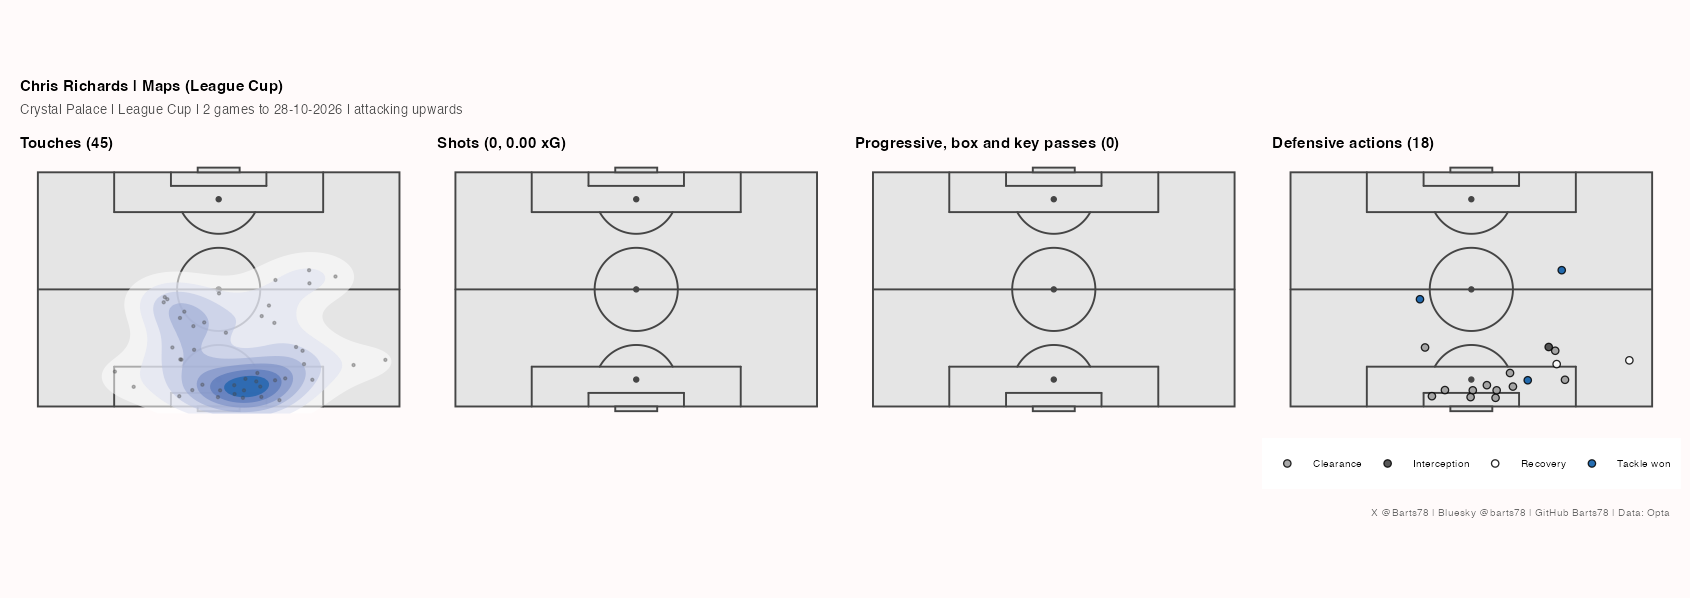 Chris Richards | Maps (League Cup)
Crystal Palace | League Cup | 2 games to 28-10-2026 | attacking upwards
Touches (45)
Shots (0, 0.00 xG)
Progressive, box and key passes (0)
Defensive actions (18)
Clearance
Interception
Recovery
Tackle won
X @Barts78 | Bluesky @barts78 | GitHub Barts78 | Data: Opta